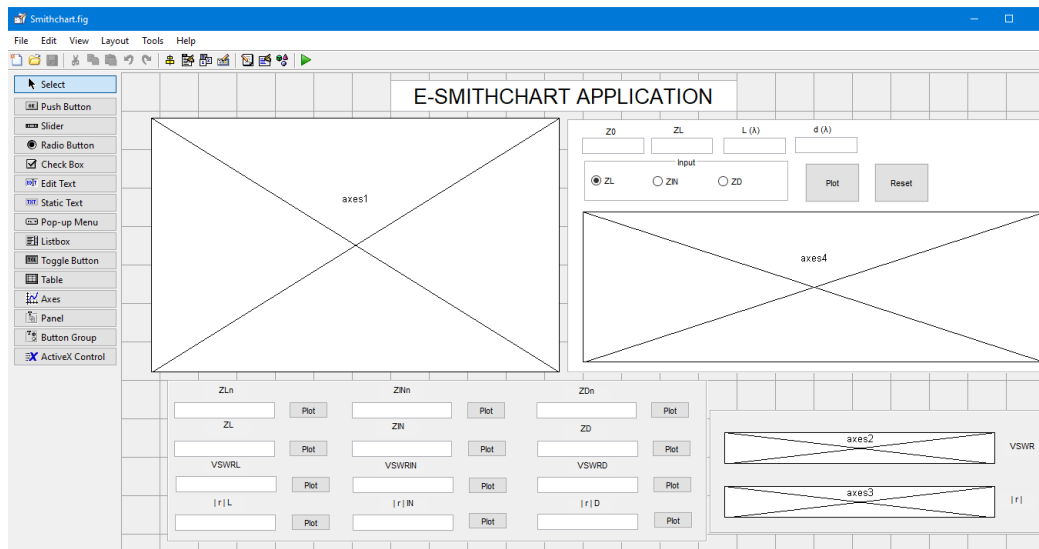 Smithchart.fig
File Edit View Layout Tools Help
Select
Push Button
Slider
Radio Button
Check Box
Edit Text
Static Text
Pop-up Menu
Listbox
Toggle Button
Table
Axes
Panel
Button Group
ActiveX Control
E-SMITHCHART APPLICATION
axes1
Z0 ZL L (λ) d (λ)
Input
ZL ZIN ZD
Plot Reset
axes4
ZLn ZINn ZDn
Plot Plot Plot
ZL ZIN ZD
Plot Plot Plot
VSWRL VSWRIN VSWRD
Plot Plot Plot
|r|L |r|IN |r|D
Plot Plot Plot
axes2 VSWR
axes3 |r|